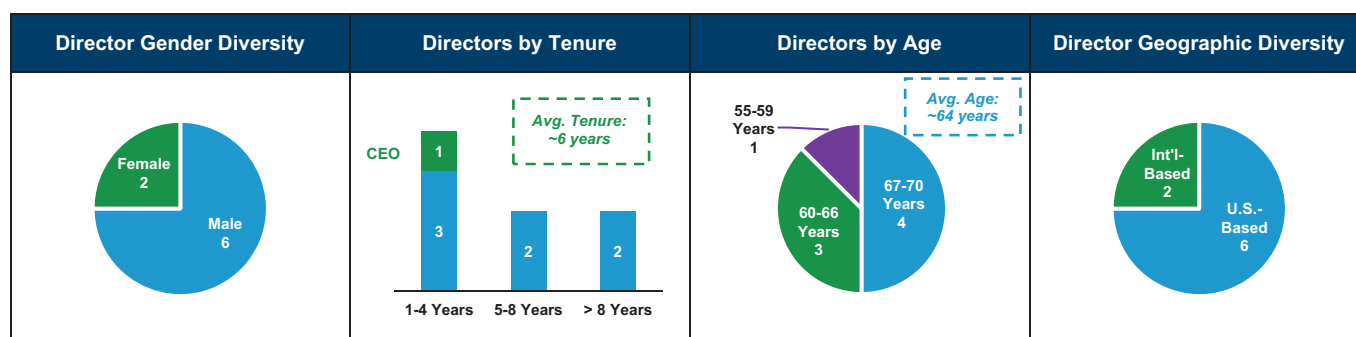 Director Gender Diversity
Directors by Tenure
Directors by Age
Director Geographic Diversity
Female
2
Male
6
Avg. Tenure:
~6 years
CEO
1
3
2
2
1-4 Years
5-8 Years
> 8 Years
Avg. Age:
~64 years
55-59
Years
1
67-70
Years
4
60-66
Years
3
Int'l-
Based
2
U.S.-
Based
6